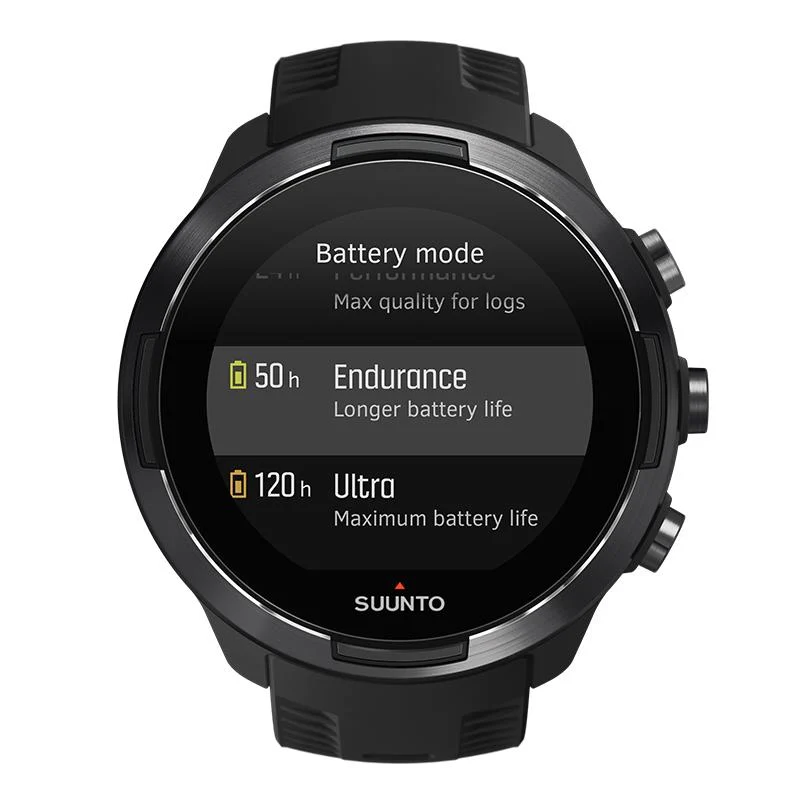 Battery mode
Max quality for logs
50 h Endurance
Longer battery life
120 h Ultra
Maximum battery life
SUUNTO